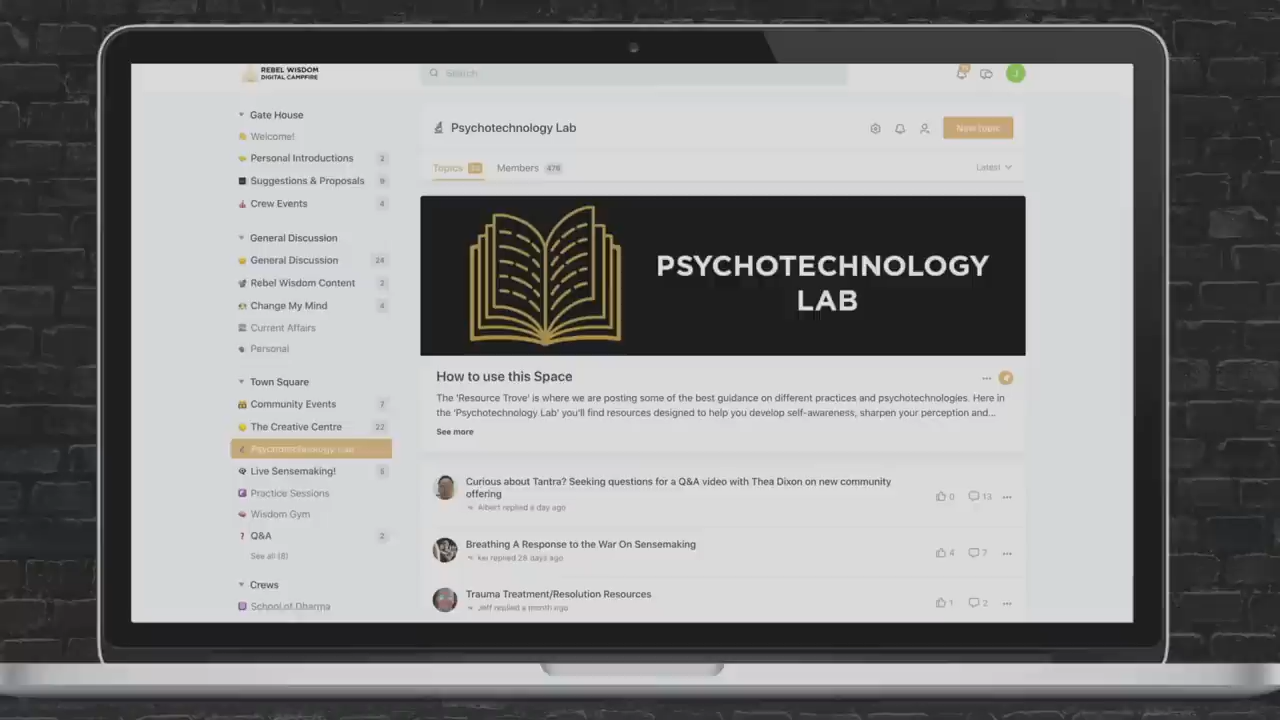 REBEL WISDOM
DIGITAL CAMPFIRE
Search
J
Gate House
Welcome!
Personal Introductions 2
Suggestions & Proposals 9
Crew Events 4
General Discussion
General Discussion 24
Rebel Wisdom Content 2
Change My Mind 4
Current Affairs
Personal
Town Square
Community Events 7
The Creative Centre 22
Psychotechnology Lab
Live Sensemaking! 5
Practice Sessions
Wisdom Gym
Q&A 2
See all (8)
Crews
School of Dharma
Psychotechnology Lab
New topic
Topics
Members 476
Latest
PSYCHOTECHNOLOGY
LAB
How to use this Space
The 'Resource Trove' is where we are posting some of the best guidance on different practices and psychotechnologies. Here in
the 'Psychotechnology Lab' you'll find resources designed to help you develop self-awareness, sharpen your perception and...
See more
Curious about Tantra? Seeking questions for a Q&A video with Thea Dixon on new community
offering
Albert replied a day ago
0 13
Breathing A Response to the War On Sensemaking
replied 28 days ago
4 7
Trauma Treatment/Resolution Resources
Jeff replied a month ago
1 2